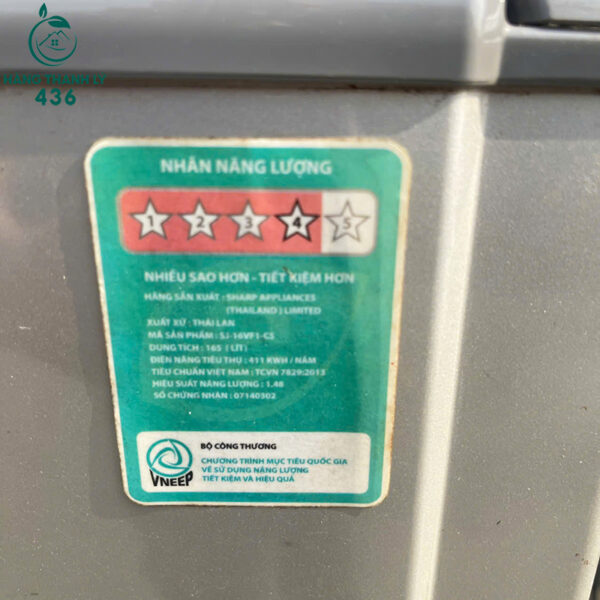 HÀNG THANH LÝ
436
NHÃN NĂNG LƯỢNG
1 2 3 4 5
NHIỀU SAO HƠN - TIẾT KIỆM HƠN
HÃNG SẢN XUẤT : SHARP APPLIANCES
(THAILAND) LIMITED
XUẤT XỨ : THÁI LAN
MÃ SẢN PHẨM : SJ-16VF1-CS
DUNG TÍCH : 165 [ LÍT]
ĐIỆN NĂNG TIÊU THỤ : 411 KWH / NĂM
TIÊU CHUẨN VIỆT NAM : TCVN 7829:2013
HIỆU SUẤT NĂNG LƯỢNG : 1.48
SỐ CHỨNG NHẬN : 07140302
VNEEP
BỘ CÔNG THƯƠNG
CHƯƠNG TRÌNH MỤC TIÊU QUỐC GIA
VỀ SỬ DỤNG NĂNG LƯỢNG
TIẾT KIỆM VÀ HIỆU QUẢ